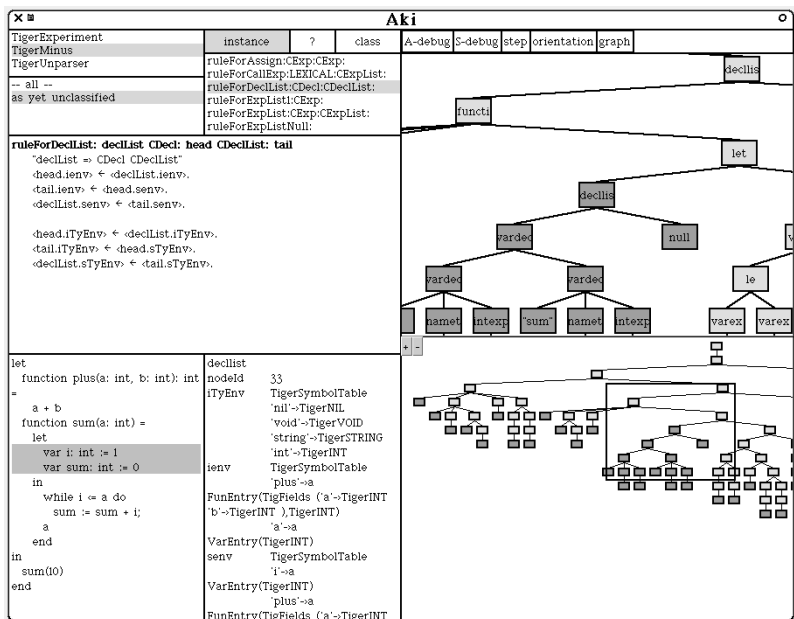 Aki
TigerExperiment
TigerMinus
TigerUnparser
-- all --
as yet unclassified
instance ? class
ruleForAssign:CExp:CExp:
ruleForCallExp:LEXICAL:CExpList:
ruleForDeclList:CDecl:CDeclList:
ruleForExpList1:CExp:
ruleForExpList:CExp:CExpList:
ruleForExpListNull:
A-debug S-debug step orientation graph
ruleForDeclList: declList CDecl: head CDeclList: tail
"declList => CDecl CDeclList"
‹head.ienv› ← ‹declList.ienv›.
‹tail.ienv› ← ‹head.senv›.
‹declList.senv› ← ‹tail.senv›.
‹head.iTyEnv› ← ‹declList.iTyEnv›.
‹tail.iTyEnv› ← ‹head.sTyEnv›.
‹declList.sTyEnv› ← ‹tail.sTyEnv›.
decllis
functi
let
decllis
vardec null v
vardec vardec le
namet intexp "sum" namet intexp varex varex
+ -
let
function plus(a: int, b: int): int
=
a + b
function sum(a: int) =
let
var i: int := 1
var sum: int := 0
in
while i <= a do
sum := sum + i;
a
end
in
sum(10)
end
decllist
nodeId 33
iTyEnv TigerSymbolTable
'nil'->TigerNIL
'void'->TigerVOID
'string'->TigerSTRING
'int'->TigerINT
ienv TigerSymbolTable
'plus'->a
FunEntry(TigFields ('a'->TigerINT
'b'->TigerINT ),TigerINT)
'a'->a
VarEntry(TigerINT)
senv TigerSymbolTable
'i'->a
VarEntry(TigerINT)
'plus'->a
FunEntry(TigFields ('a'->TigerINT